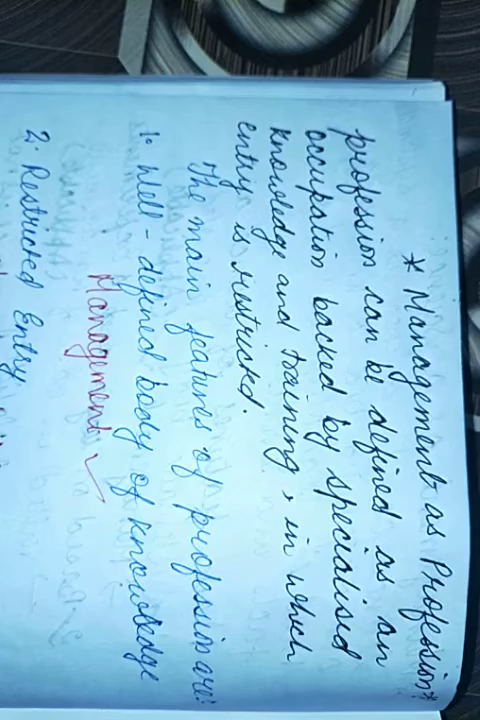 * Management as Profession *
profession can be defined as an
occupation backed by specialised
knowledge and training, in which
entry is restricted.
The main features of profession are:
1. Well-defined body of knowledge
Management ✓
2. Restricted Entry